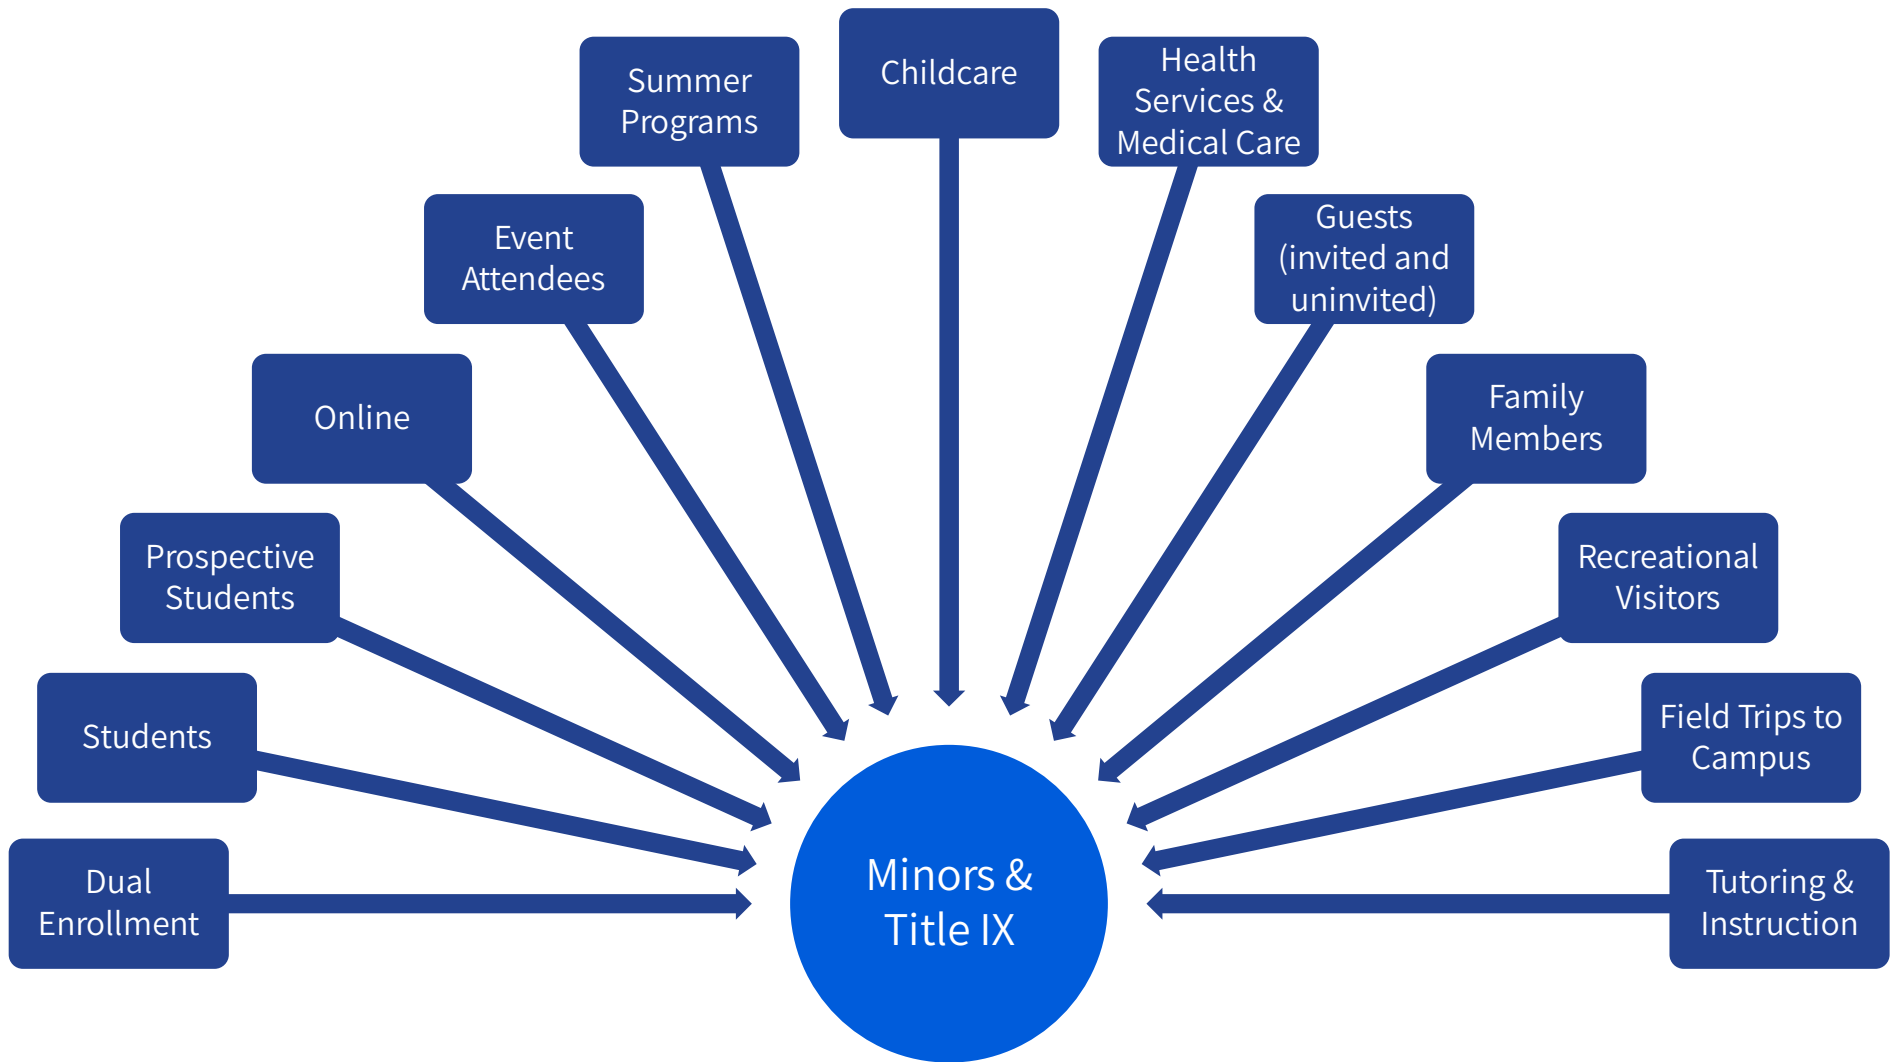 Childcare
Summer
Programs
Health
Services &
Medical Care
Event
Attendees
Guests
(invited and
uninvited)
Online
Family
Members
Prospective
Students
Recreational
Visitors
Students
Field Trips to
Campus
Dual
Enrollment
Minors &
Title IX
Tutoring &
Instruction